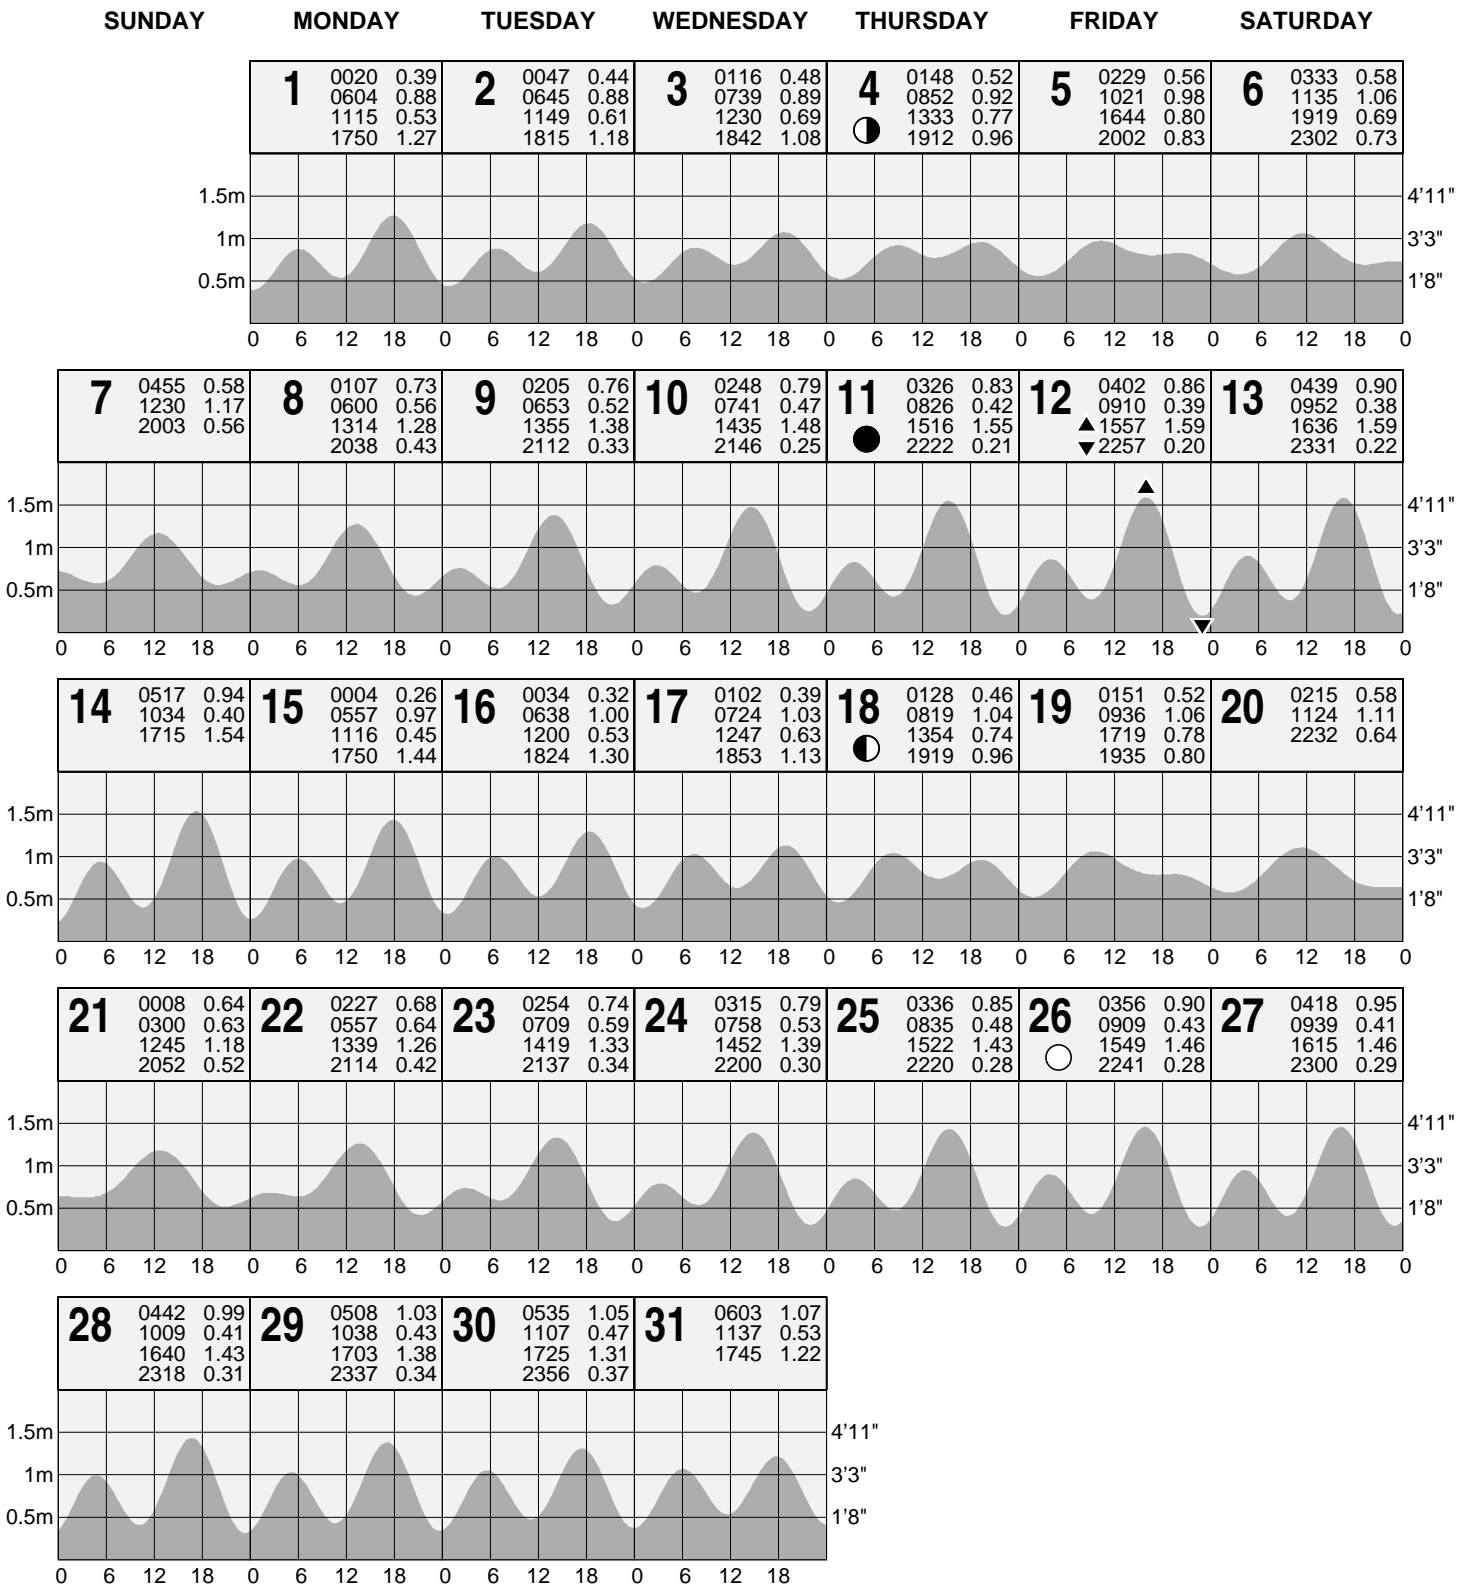 SUNDAY MONDAY TUESDAY WEDNESDAY THURSDAY FRIDAY SATURDAY
1 0020 0.39
0604 0.88
1115 0.53
1750 1.27
2 0047 0.44
0645 0.88
1149 0.61
1815 1.18
3 0116 0.48
0739 0.89
1230 0.69
1842 1.08
4 0148 0.52
0852 0.92
1333 0.77
1912 0.96
5 0229 0.56
1021 0.98
1644 0.80
2002 0.83
6 0333 0.58
1135 1.06
1919 0.69
2302 0.73
1.5m 4'11"
1m 3'3"
0.5m 1'8"
0 6 12 18 0 6 12 18 0 6 12 18 0 6 12 18 0 6 12 18 0 6 12 18 0
7 0455 0.58
1230 1.17
2003 0.56
8 0107 0.73
0600 0.56
1314 1.28
2038 0.43
9 0205 0.76
0653 0.52
1355 1.38
2112 0.33
10 0248 0.79
0741 0.47
1435 1.48
2146 0.25
11 0326 0.83
0826 0.42
1516 1.55
2222 0.21
12 0402 0.86
0910 0.39
1557 1.59
2257 0.20
13 0439 0.90
0952 0.38
1636 1.59
2331 0.22
1.5m 4'11"
1m 3'3"
0.5m 1'8"
0 6 12 18 0 6 12 18 0 6 12 18 0 6 12 18 0 6 12 18 0 6 12 18 0 6 12 18 0
14 0517 0.94
1034 0.40
1715 1.54
15 0004 0.26
0557 0.97
1116 0.45
1750 1.44
16 0034 0.32
0638 1.00
1200 0.53
1824 1.30
17 0102 0.39
0724 1.03
1247 0.63
1853 1.13
18 0128 0.46
0819 1.04
1354 0.74
1919 0.96
19 0151 0.52
0936 1.06
1719 0.78
1935 0.80
20 0215 0.58
1124 1.11
2232 0.64
1.5m 4'11"
1m 3'3"
0.5m 1'8"
0 6 12 18 0 6 12 18 0 6 12 18 0 6 12 18 0 6 12 18 0 6 12 18 0 6 12 18 0
21 0008 0.64
0300 0.63
1245 1.18
2052 0.52
22 0227 0.68
0557 0.64
1339 1.26
2114 0.42
23 0254 0.74
0709 0.59
1419 1.33
2137 0.34
24 0315 0.79
0758 0.53
1452 1.39
2200 0.30
25 0336 0.85
0835 0.48
1522 1.43
2220 0.28
26 0356 0.90
0909 0.43
1549 1.46
2241 0.28
27 0418 0.95
0939 0.41
1615 1.46
2300 0.29
1.5m 4'11"
1m 3'3"
0.5m 1'8"
0 6 12 18 0 6 12 18 0 6 12 18 0 6 12 18 0 6 12 18 0 6 12 18 0 6 12 18 0
28 0442 0.99
1009 0.41
1640 1.43
2318 0.31
29 0508 1.03
1038 0.43
1703 1.38
2337 0.34
30 0535 1.05
1107 0.47
1725 1.31
2356 0.37
31 0603 1.07
1137 0.53
1745 1.22
1.5m 4'11"
1m 3'3"
0.5m 1'8"
0 6 12 18 0 6 12 18 0 6 12 18 0 6 12 18